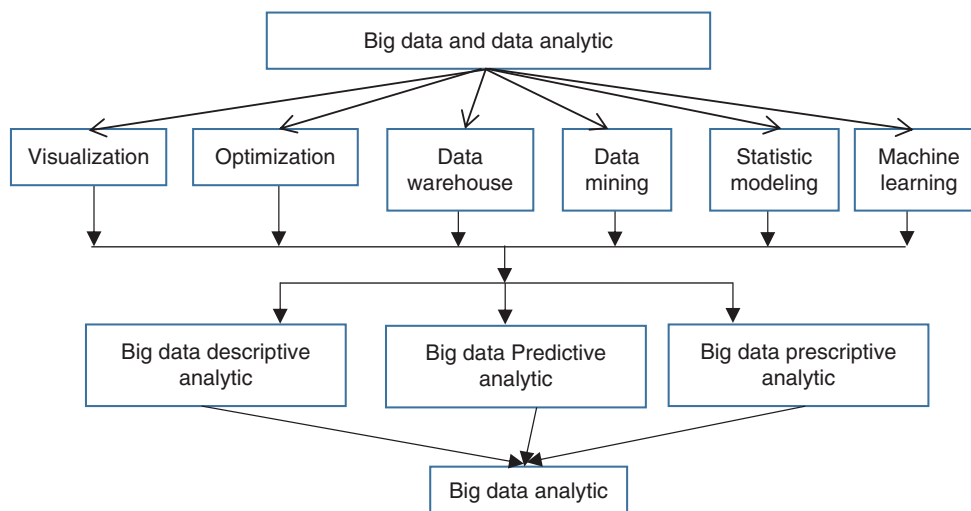 Big data and data analytic
Visualization
Optimization
Data
warehouse
Data
mining
Statistic
modeling
Machine
learning
Big data descriptive
analytic
Big data Predictive
analytic
Big data prescriptive
analytic
Big data analytic